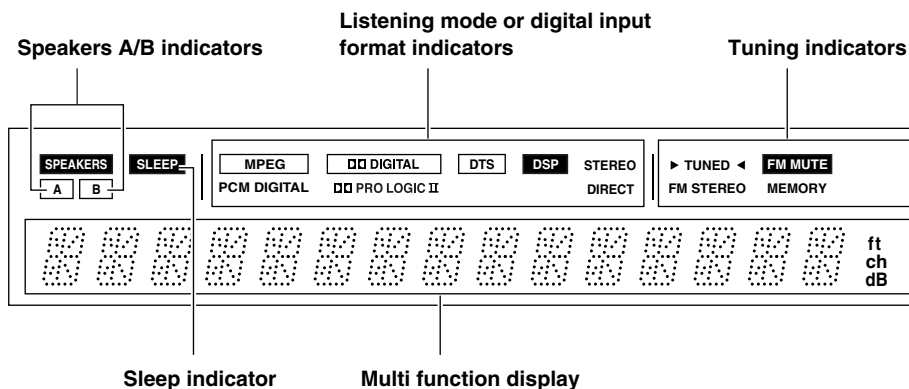 Listening mode or digital input
format indicators
Speakers A/B indicators
Tuning indicators
SPEAKERS SLEEP MPEG DIGITAL DTS DSP STEREO ► TUNED ◄ FM MUTE
A B PCM DIGITAL PRO LOGIC II DIRECT FM STEREO MEMORY
ft
ch
dB
Sleep indicator Multi function display